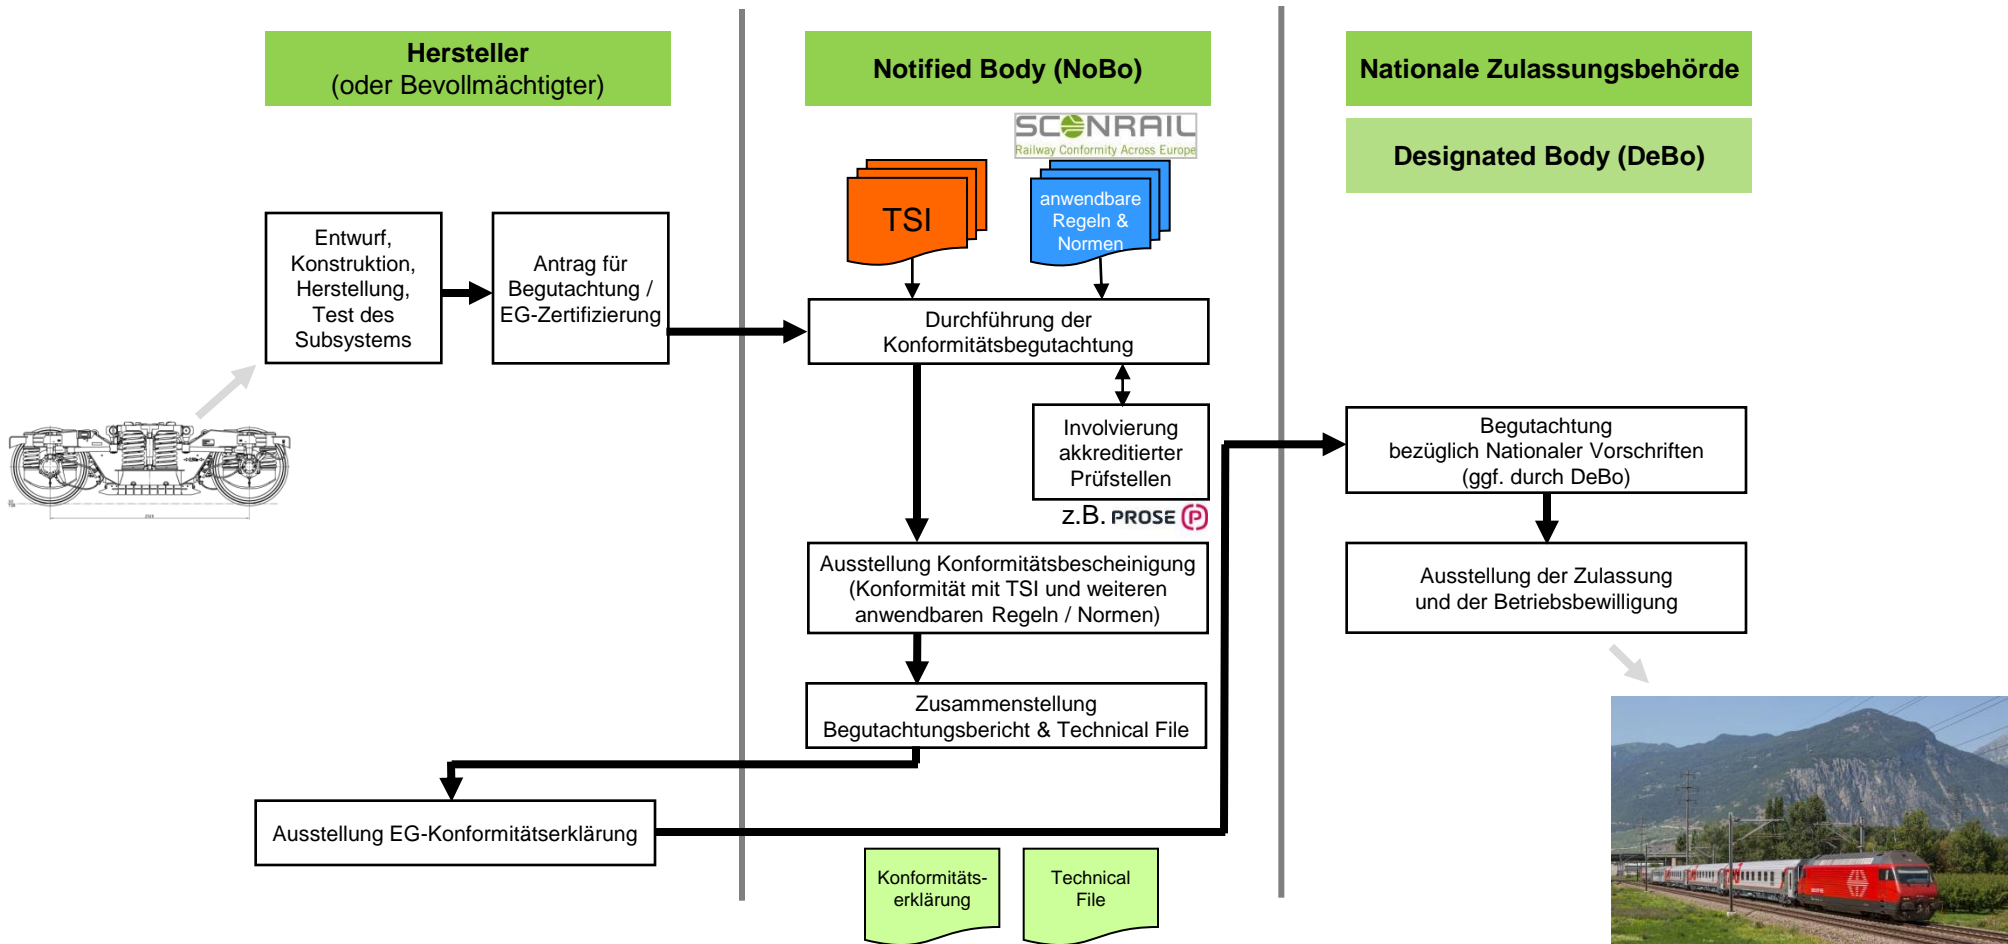 Hersteller
(oder Bevollmächtigter)
Notified Body (NoBo)
Nationale Zulassungsbehörde
Designated Body (DeBo)
SCONRAIL
Railway Conformity Across Europe
TSI
anwendbare
Regeln &
Normen
Entwurf,
Konstruktion,
Herstellung,
Test des
Subsystems
Antrag für
Begutachtung /
EG-Zertifizierung
Durchführung der
Konformitätsbegutachtung
Involvierung
akkreditierter
Prüfstellen
z.B. PROSE P
Begutachtung
bezüglich Nationaler Vorschriften
(ggf. durch DeBo)
Ausstellung Konformitätsbescheinigung
(Konformität mit TSI und weiteren
anwendbaren Regeln / Normen)
Ausstellung der Zulassung
und der Betriebsbewilligung
Zusammenstellung
Begutachtungsbericht & Technical File
Ausstellung EG-Konformitätserklärung
Konformitäts-
erklärung
Technical
File